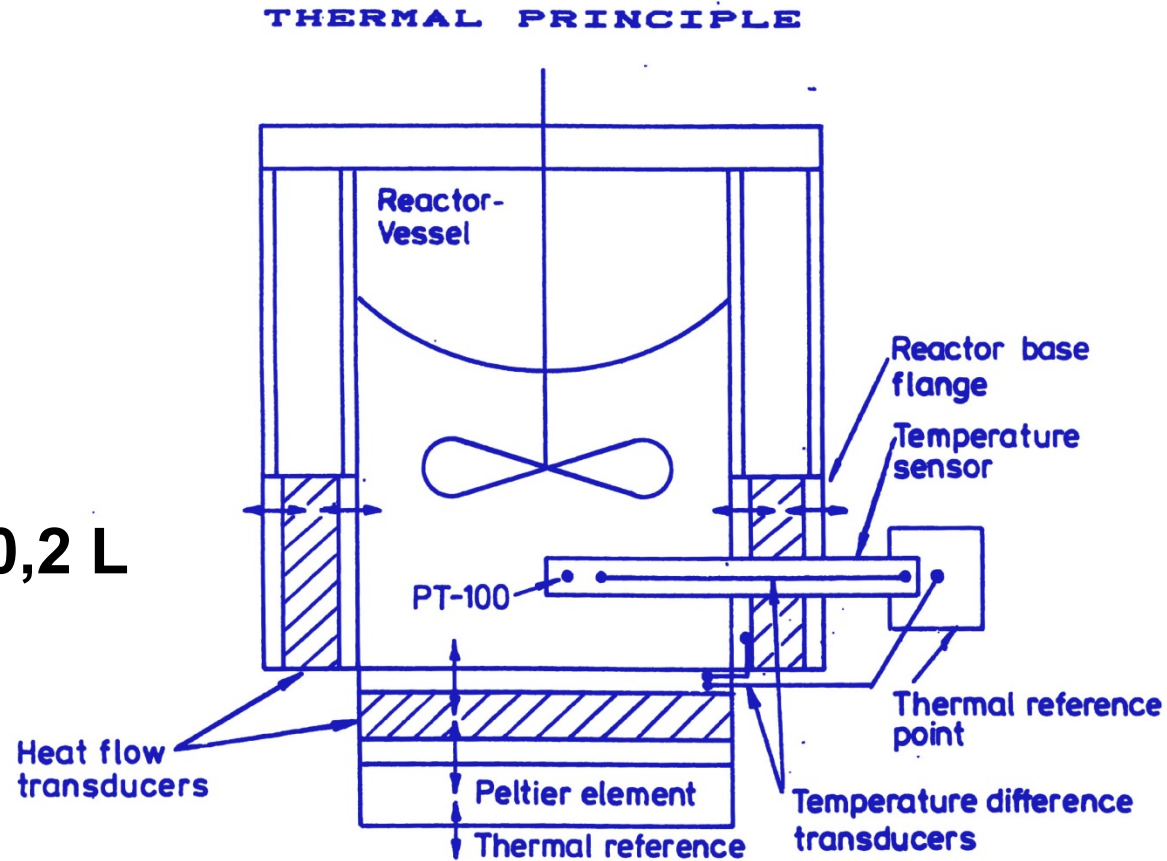 THERMAL PRINCIPLE
Reactor-
Vessel
Reactor base
flange
Temperature
sensor
0,2 L
PT-100
Thermal reference
point
Heat flow
transducers
Peltier element
Temperature difference
transducers
Thermal reference